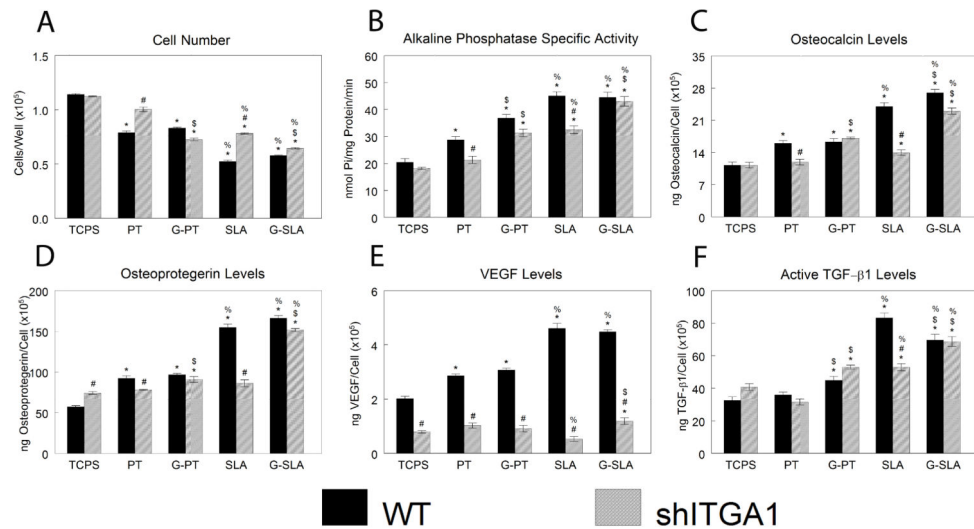 A
Cell Number
Cells/Well (x10⁵)
1.5
1.0
0.5
0.0
* # * $ * % * % # * % * % $ *
TCPS PT G-PT SLA G-SLA
B
Alkaline Phosphatase Specific Activity
nmol Pi/mg Protein/min
60
50
40
30
20
10
0
* # $ * $ * % * % # * % * % $ *
TCPS PT G-PT SLA G-SLA
C
Osteocalcin Levels
ng Osteocalcin/Cell (x10⁵)
35
28
21
14
7
0
* # * $ * % * # % $ * % $ *
TCPS PT G-PT SLA G-SLA
D
Osteoprotegerin Levels
ng Osteoprotegerin/Cell (x10⁵)
200
150
100
50
0
# * # * $ * % * # % $ * % $ *
TCPS PT G-PT SLA G-SLA
E
VEGF Levels
ng VEGF/Cell (x10⁵)
6
4
2
0
# * # * # % * % # % * $ # *
TCPS PT G-PT SLA G-SLA
F
Active TGF-β1 Levels
ng TGF-β1/Cell (x10⁵)
100
80
60
40
20
0
$ * $ * % * % # * % $ * % $ *
TCPS PT G-PT SLA G-SLA
WT
shITGA1